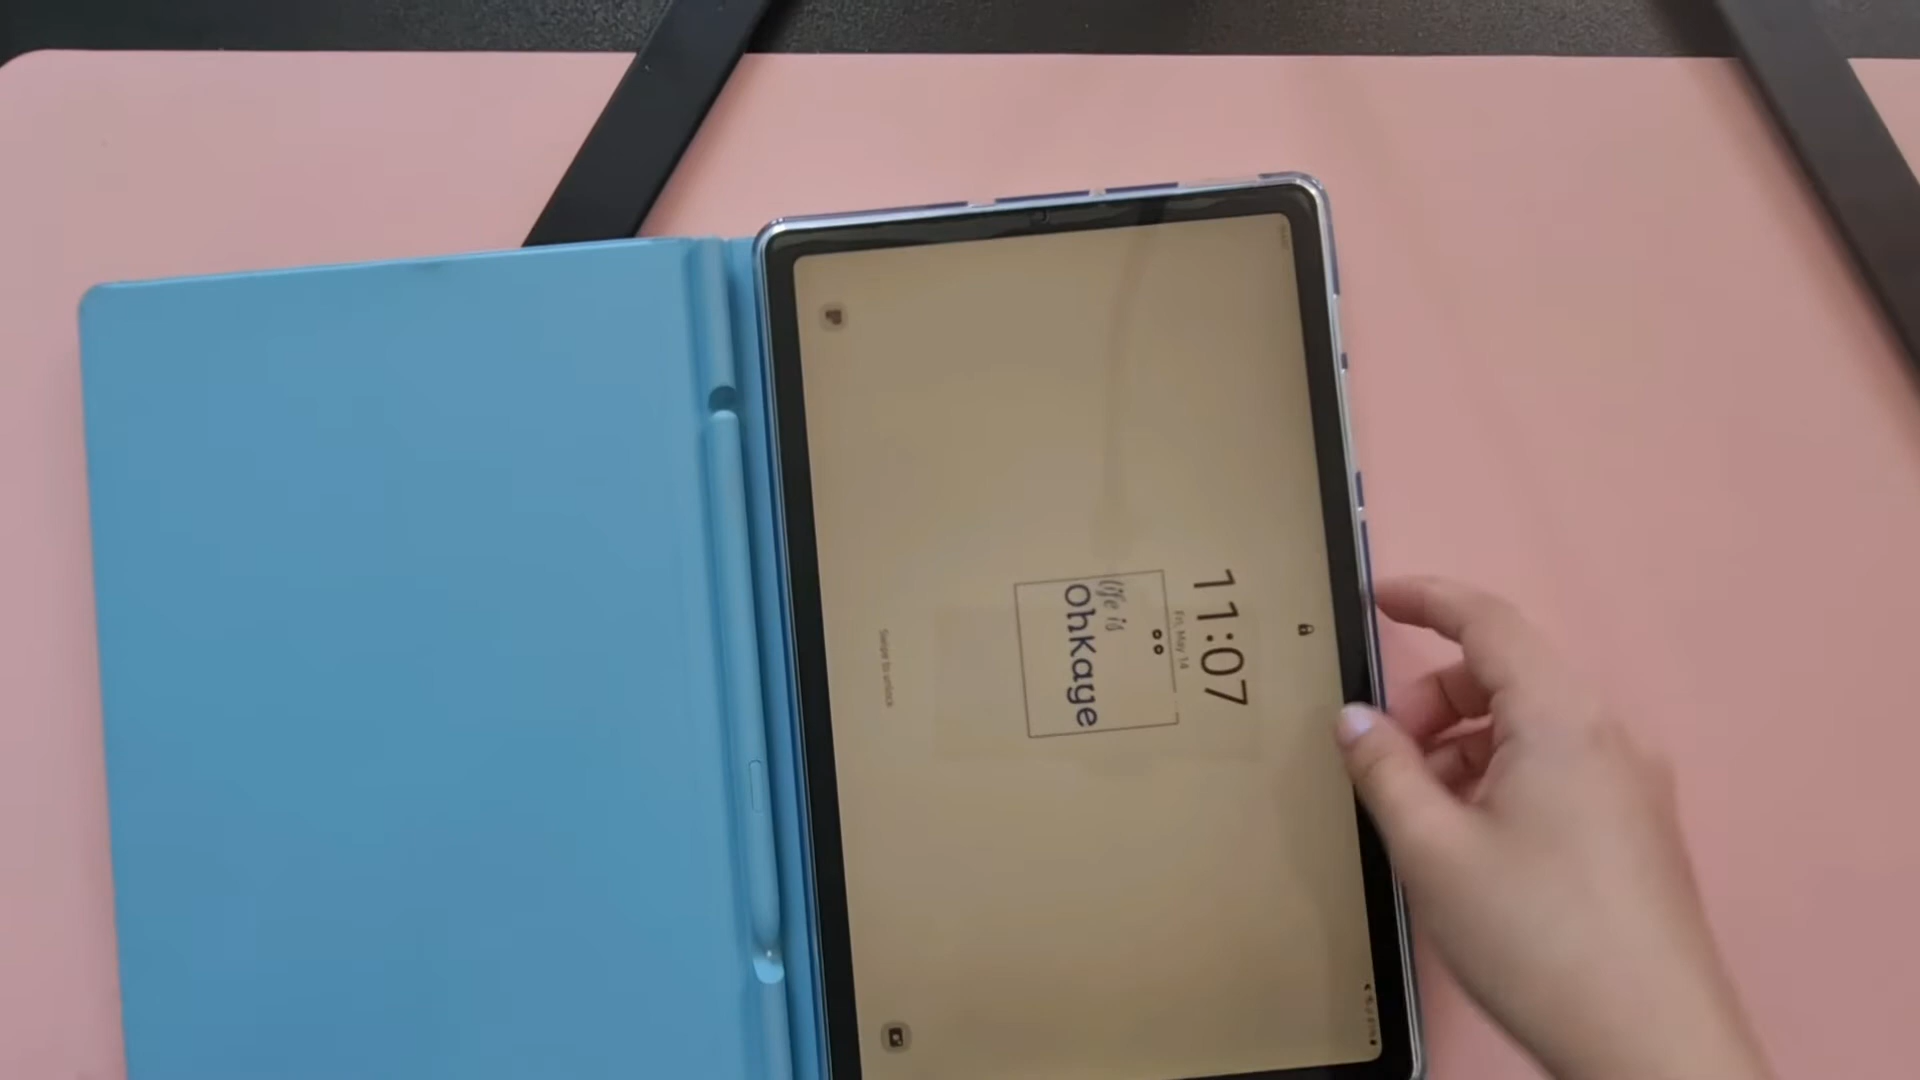 11:07
Fri, May 14
life is
OhKaye
Swipe to unlock